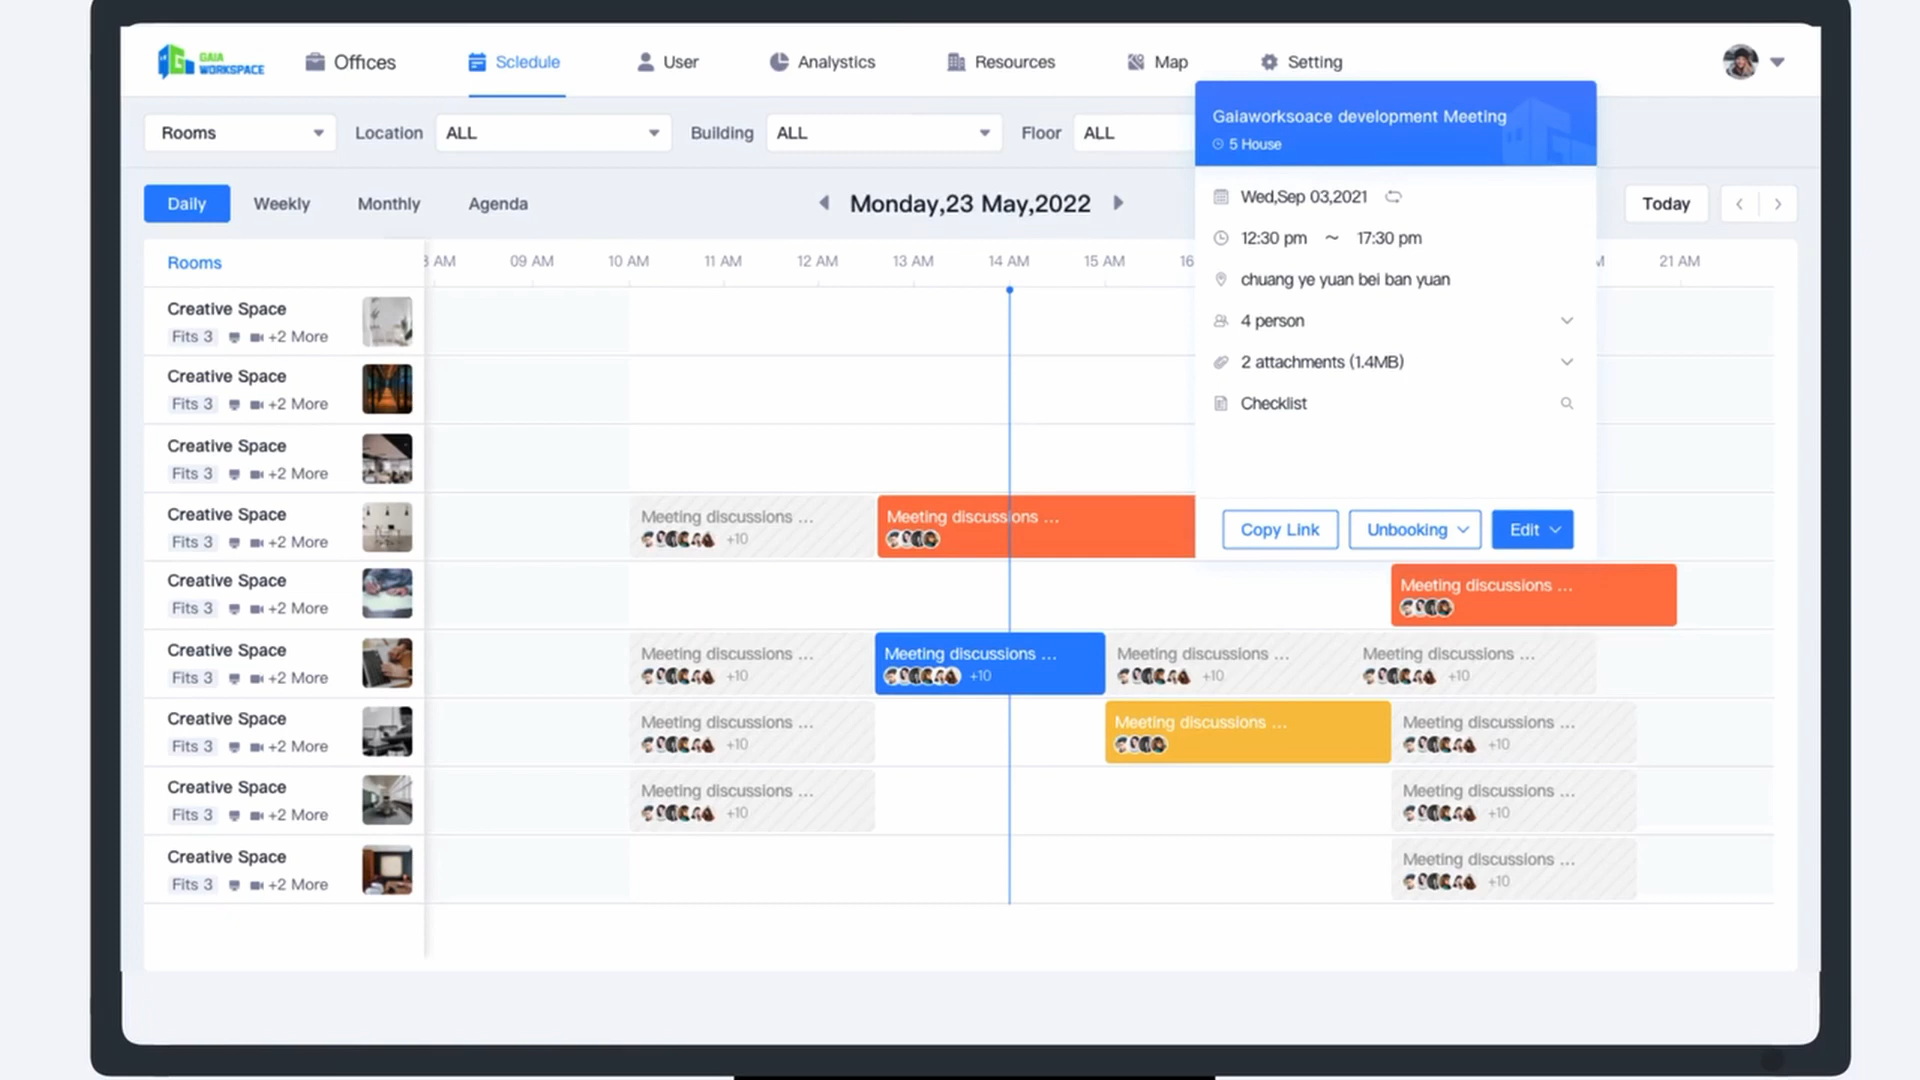 GAIA
WORKSPACE
Offices
Scledule
User
Analystics
Resources
Map
Setting
Rooms
Location
ALL
Building
ALL
Floor
ALL
Gaiaworksoace development Meeting
5 House
Daily
Weekly
Monthly
Agenda
Monday,23 May,2022
Today
Wed,Sep 03,2021
12:30 pm ~ 17:30 pm
chuang ye yuan bei ban yuan
4 person
2 attachments (1.4MB)
Checklist
Copy Link
Unbooking
Edit
Rooms
AM
09 AM
10 AM
11 AM
12 AM
13 AM
14 AM
15 AM
16
21 AM
Creative Space
Fits 3 +2 More
Creative Space
Fits 3 +2 More
Creative Space
Fits 3 +2 More
Creative Space
Fits 3 +2 More
Meeting discussions ...
+10
Meeting discussions ...
Creative Space
Fits 3 +2 More
Meeting discussions ...
Creative Space
Fits 3 +2 More
Meeting discussions ...
+10
Meeting discussions ...
+10
Meeting discussions ...
+10
Meeting discussions ...
+10
Creative Space
Fits 3 +2 More
Meeting discussions ...
+10
Meeting discussions ...
Meeting discussions ...
+10
Creative Space
Fits 3 +2 More
Meeting discussions ...
+10
Meeting discussions ...
+10
Creative Space
Fits 3 +2 More
Meeting discussions ...
+10